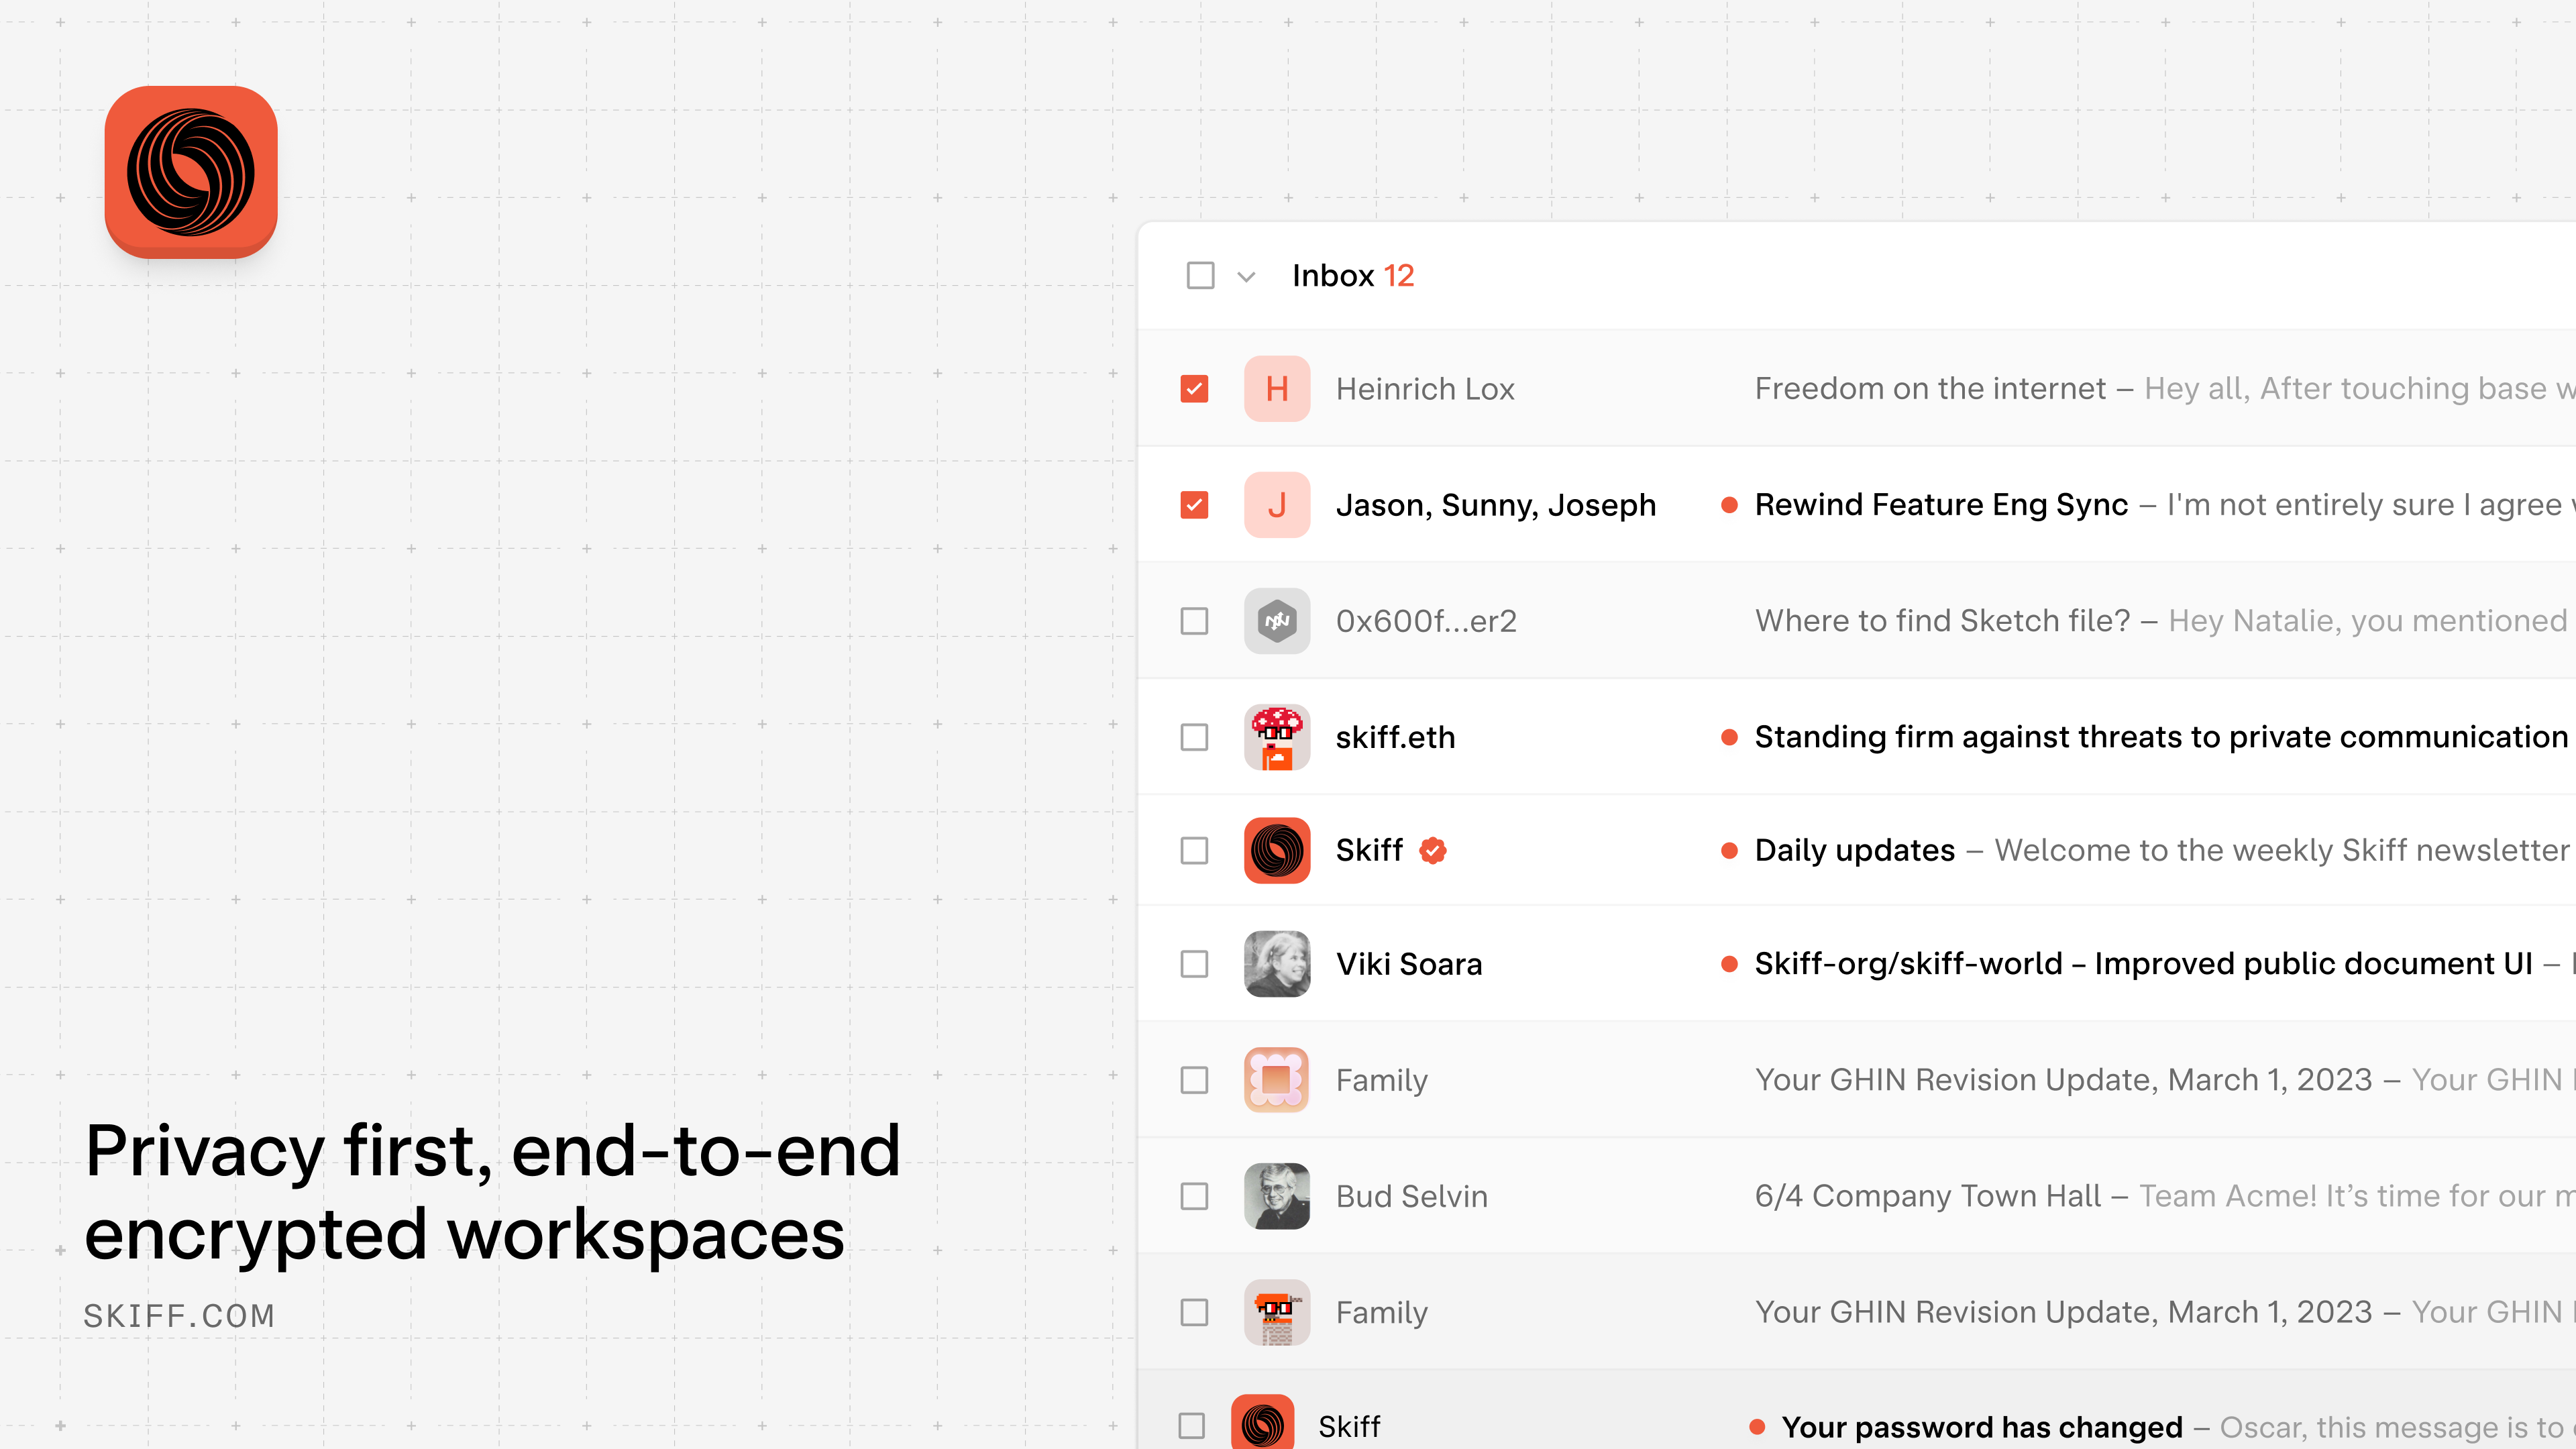 Inbox 12
H Heinrich Lox Freedom on the internet – Hey all, After touching base
J Jason, Sunny, Joseph Rewind Feature Eng Sync – I'm not entirely sure I agree
0x600f...er2 Where to find Sketch file? – Hey Natalie, you mentioned
skiff.eth Standing firm against threats to private communication
Skiff Daily updates – Welcome to the weekly Skiff newsletter
Viki Soara Skiff-org/skiff-world – Improved public document UI –
Family Your GHIN Revision Update, March 1, 2023 – Your GHIN
Bud Selvin 6/4 Company Town Hall – Team Acme! It’s time for our
Family Your GHIN Revision Update, March 1, 2023 – Your GHIN
Skiff Your password has changed – Oscar, this message is to
Privacy first, end-to-end
encrypted workspaces
SKIFF.COM